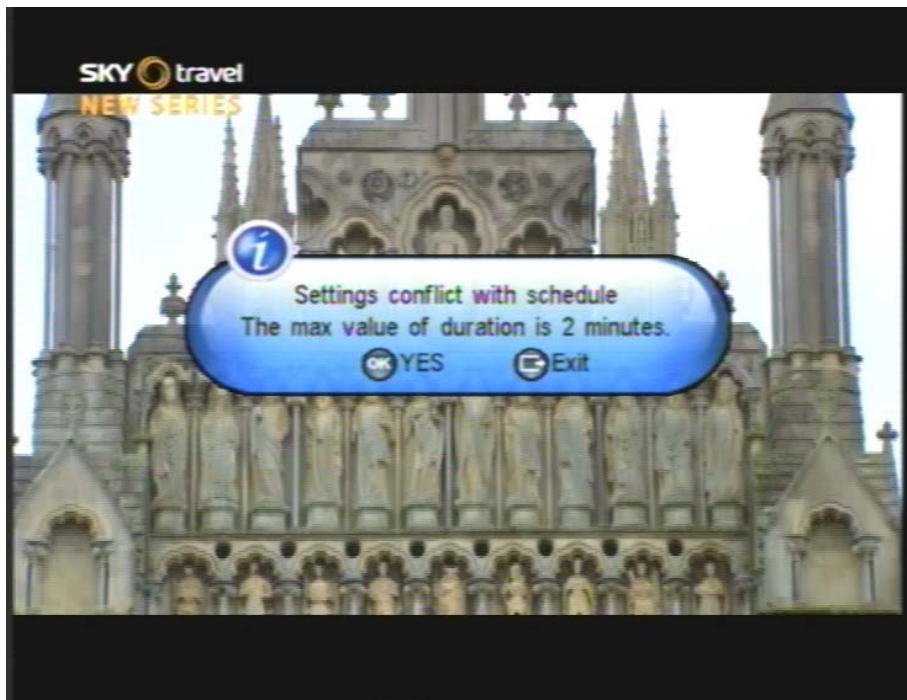 SKY travel
NEW SERIES
i
Settings conflict with schedule
The max value of duration is 2 minutes.
OK YES Exit